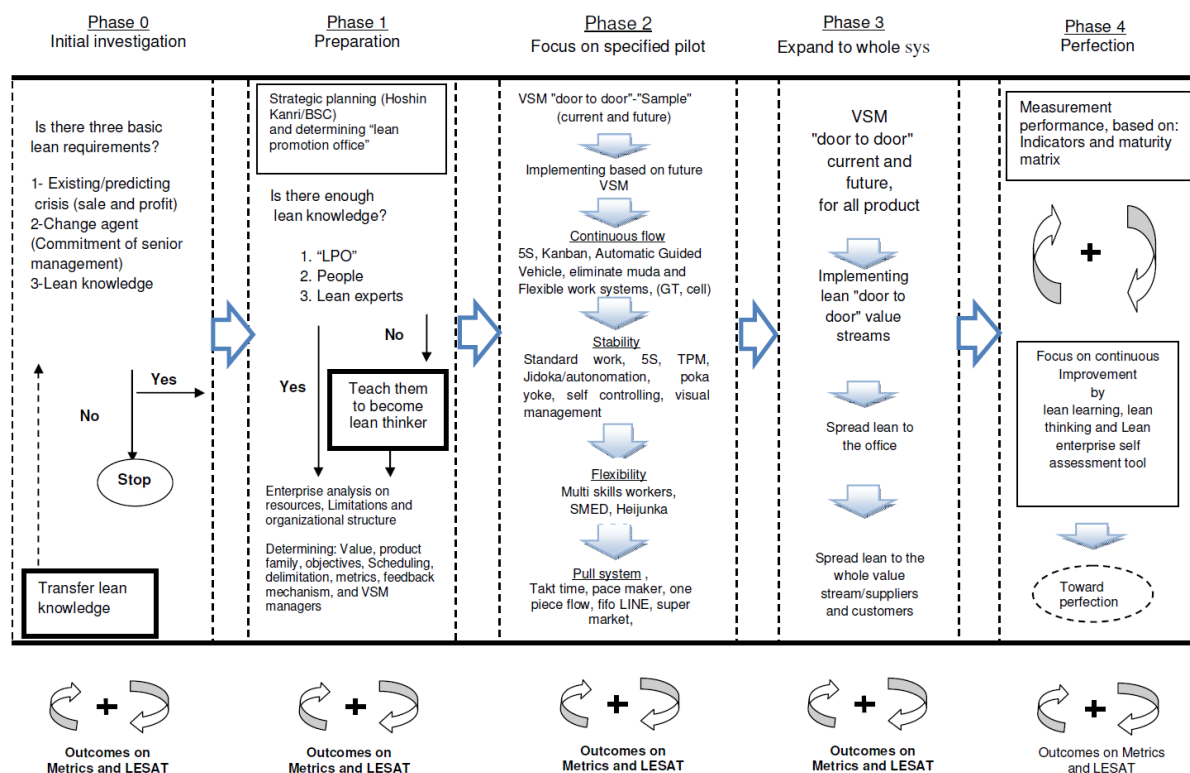 Phase 0
Initial investigation
Phase 1
Preparation
Phase 2
Focus on specified pilot
Phase 3
Expand to whole sys
Phase 4
Perfection
Is there three basic
lean requirements?
1- Existing/predicting
crisis (sale and profit)
2-Change agent
(Commitment of senior
management)
3-Lean knowledge
Yes
No
Stop
Transfer lean
knowledge
Strategic planning (Hoshin
Kanri/BSC)
and determining “lean
promotion office”
Is there enough
lean knowledge?
1. “LPO”
2. People
3. Lean experts
No
Yes
Teach them
to become
lean thinker
Enterprise analysis on
resources, Limitations and
organizational structure
Determining: Value, product
family, objectives, Scheduling,
delimitation, metrics, feedback
mechanism, and VSM
managers
VSM "door to door"-"Sample"
(current and future)
Implementing based on future
VSM
Continuous flow
5S, Kanban, Automatic Guided
Vehicle, eliminate muda and
Flexible work systems, (GT, cell)
Stability
Standard work, 5S, TPM,
Jidoka/autonomation, poka
yoke, self controlling, visual
management
Flexibility
Multi skills workers,
SMED, Heijunka
Pull system ,
Takt time, pace maker, one
piece flow, fifo LINE, super
market,
VSM
"door to door"
current and
future,
for all product
Implementing
lean "door to
door" value
streams
Spread lean to
the office
Spread lean to the
whole value
stream/suppliers
and customers
Measurement
performance, based on:
Indicators and maturity
matrix
+
Focus on continuous
Improvement
by
lean learning, lean
thinking and Lean
enterprise self
assessment tool
Toward
perfection
+
Outcomes on
Metrics and LESAT
+
Outcomes on
Metrics and LESAT
+
Outcomes on
Metrics and LESAT
+
Outcomes on
Metrics and LESAT
+
Outcomes on Metrics
and LESAT